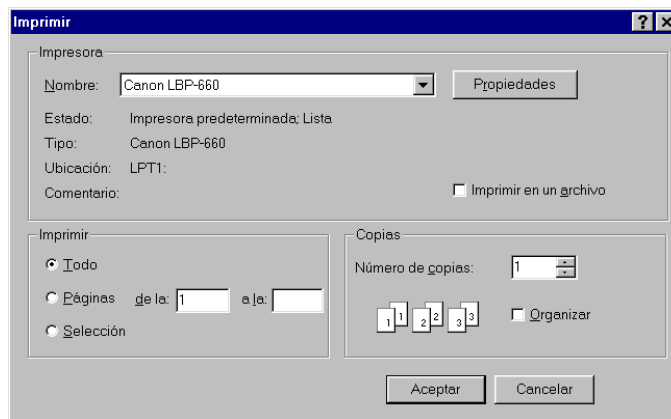 Imprimir
Impresora
Nombre: Canon LBP-660 Propiedades
Estado: Impresora predeterminada; Lista
Tipo: Canon LBP-660
Ubicación: LPT1:
Comentario: Imprimir en un archivo
Imprimir
Todo
Páginas de la: 1 a la:
Selección
Copias
Número de copias: 1
1 1 2 2 3 3 Organizar
Aceptar Cancelar